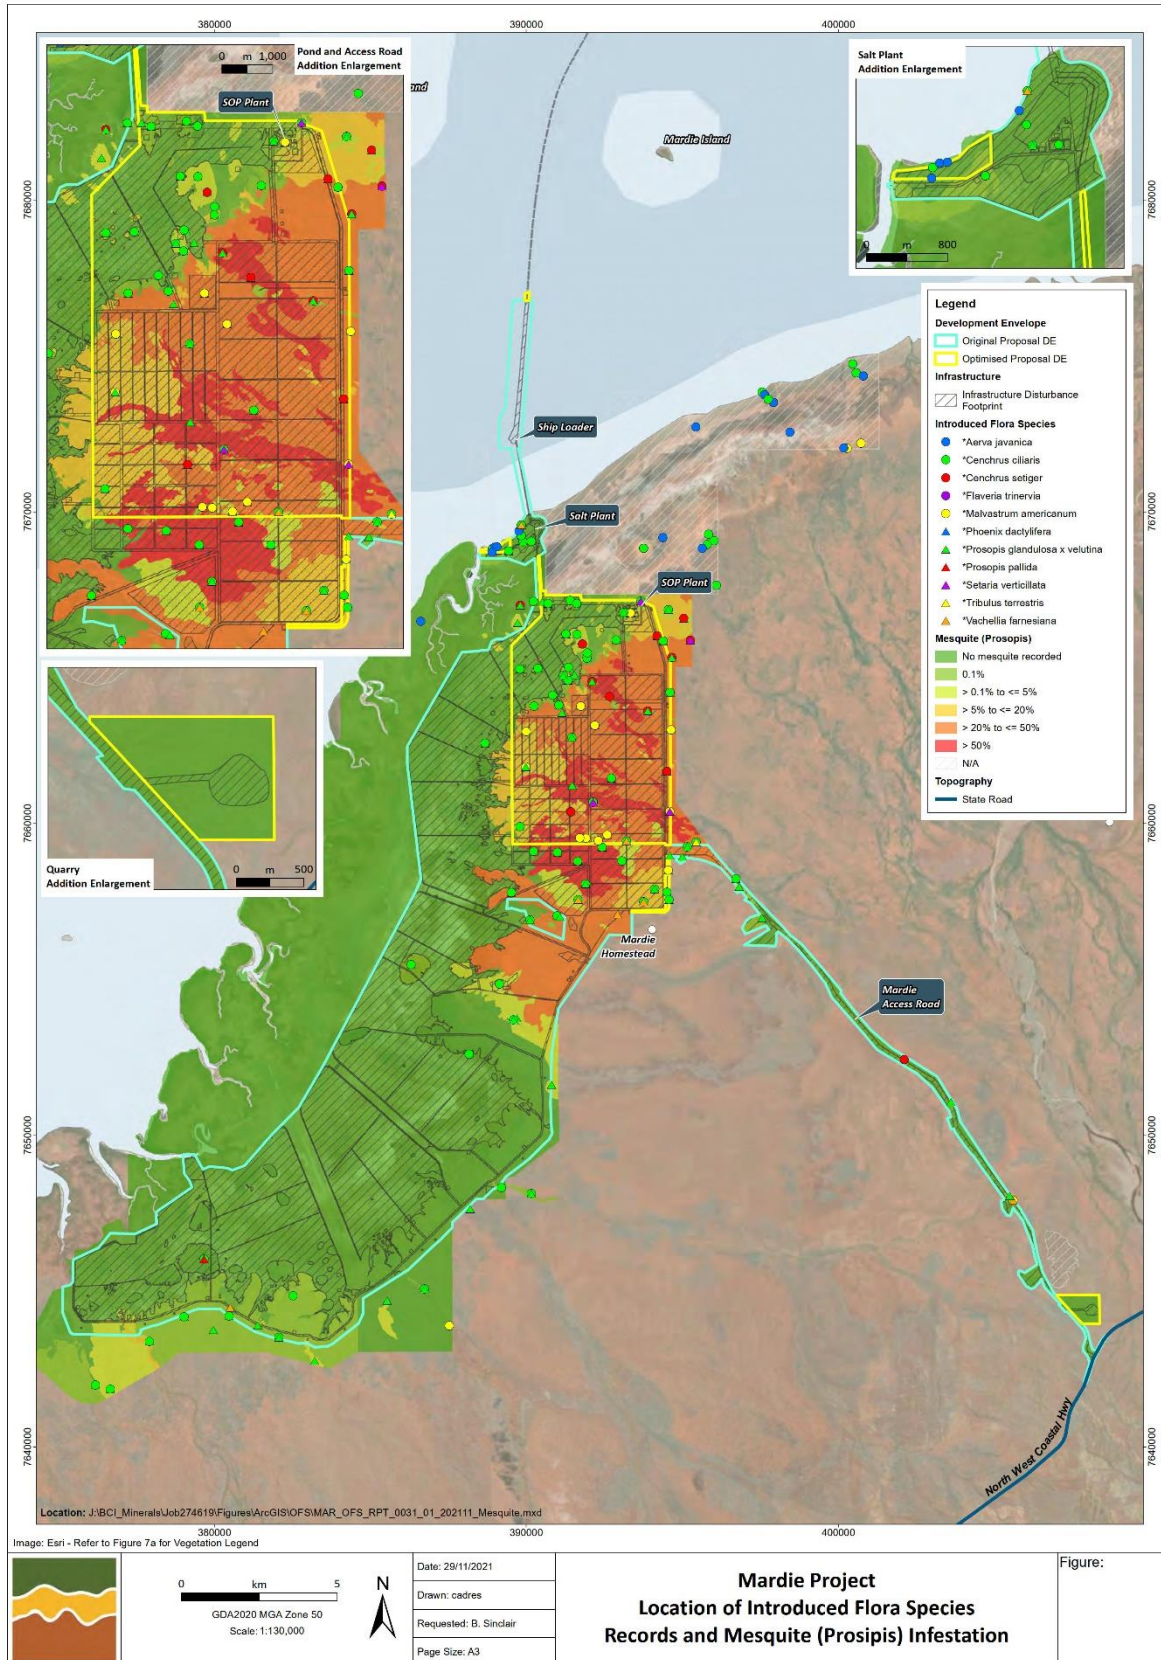 380000
390000
400000
Pond and Access Road
Addition Enlargement
0 m 1,000
SOP Plant
Salt Plant
Addition Enlargement
0 m 800
Mardie Island
7680000
7680000
Legend
Development Envelope
Original Proposal DE
Optimised Proposal DE
Infrastructure
Infrastructure Disturbance
Footprint
Introduced Flora Species
*Aerva javanica
*Cenchrus ciliaris
*Cenchrus setiger
*Flaveria trinervia
*Malvastrum americanum
*Phoenix dactylifera
*Prosopis glandulosa x velutina
*Prosopis pallida
*Setaria verticillata
*Tribulus terrestris
*Vachellia farnesiana
Mesquite (Prosopis)
No mesquite recorded
0.1%
> 0.1% to <= 5%
> 5% to <= 20%
> 20% to <= 50%
> 50%
N/A
Topography
State Road
Ship Loader
7670000
7670000
Salt Plant
SOP Plant
Quarry
Addition Enlargement
0 m 500
7660000
7660000
Mardie
Homestead
Mardie
Access Road
7650000
7650000
7640000
7640000
North West Coastal Hwy
Location: J:\BCI_Minerals\Job274619\Figures\ArcGIS\OFS\MAR_OFS_RPT_0031_01_202111_Mesquite.mxd
380000
390000
400000
Image: Esri - Refer to Figure 7a for Vegetation Legend
0 km 5
GDA2020 MGA Zone 50
Scale: 1:130,000
N
Date: 29/11/2021
Drawn: cadres
Requested: B. Sinclair
Page Size: A3
Mardie Project
Location of Introduced Flora Species
Records and Mesquite (Prosipis) Infestation
Figure: